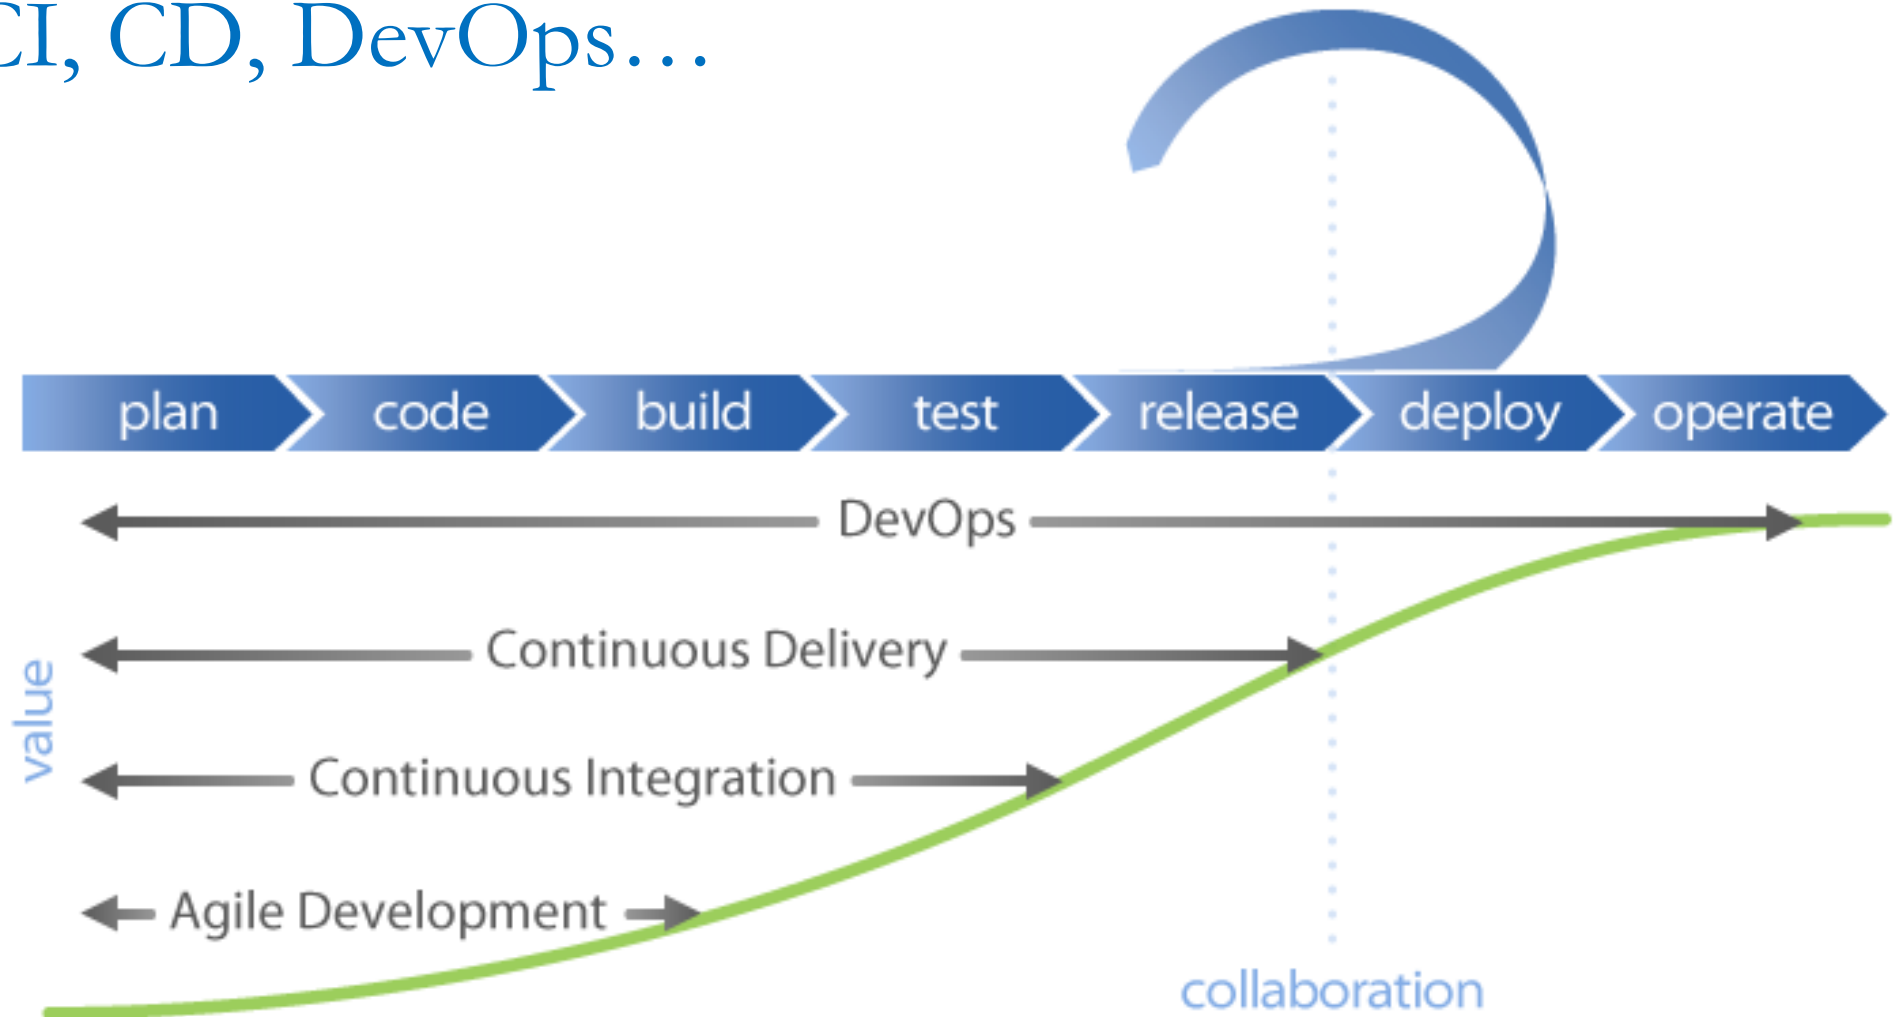 CI, CD, DevOps…
plan code build test release deploy operate
DevOps
Continuous Delivery
value
Continuous Integration
Agile Development
collaboration